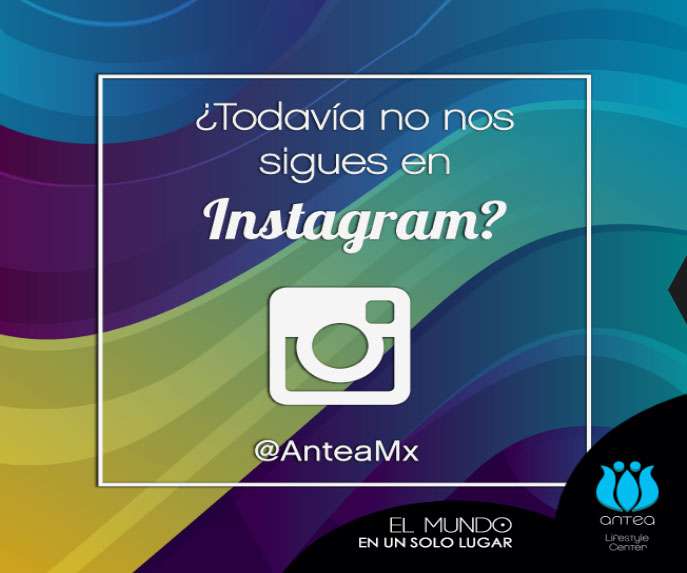 ¿Todavía no nos
sigues en
Instagram?
@AnteaMx
EL MUNDO
EN UN SOLO LUGAR
antea
Lifestyle
Center